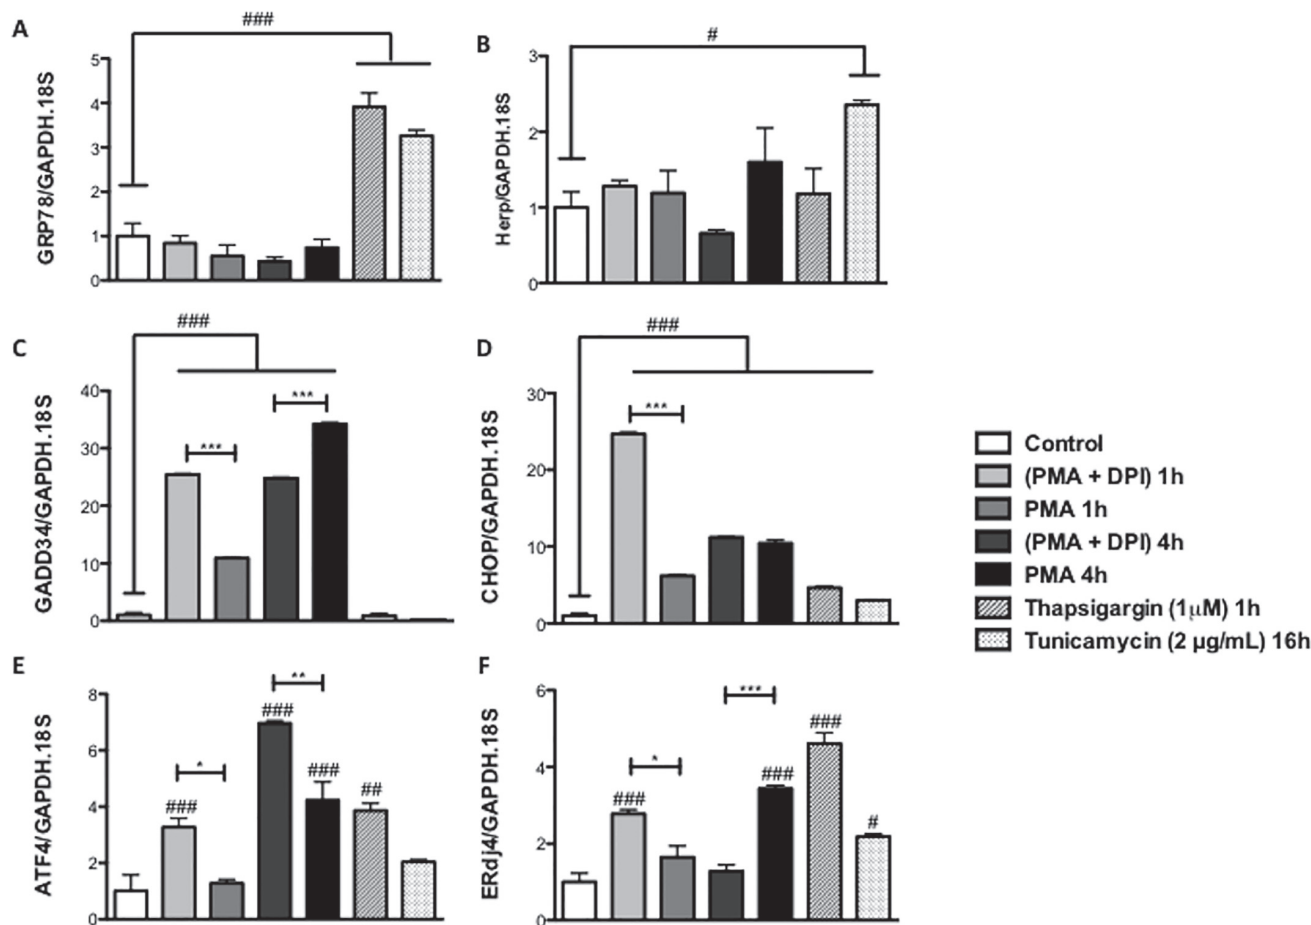 A
###
GRP78/GAPDH.18S
5
4
3
2
1
0
B
#
Herp/GAPDH.18S
3
2
1
0
C
###
GADD34/GAPDH.18S
40
30
20
10
0
***
***
D
###
CHOP/GAPDH.18S
30
20
10
0
***
E
ATF4/GAPDH.18S
8
6
4
2
0
###
*
###
**
###
##
F
ERdj4/GAPDH.18S
6
4
2
0
###
*
***
###
###
#
Control
(PMA + DPI) 1h
PMA 1h
(PMA + DPI) 4h
PMA 4h
Thapsigargin (1μM) 1h
Tunicamycin (2 µg/mL) 16h